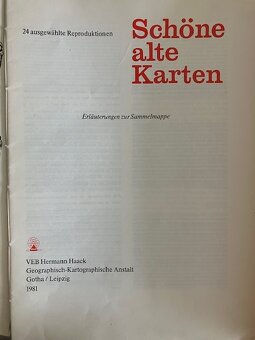 24 ausgewählte Reproduktionen
Schöne
alte
Karten
Erläuterungen zur Sammelmappe
VEB Hermann Haack
Geographisch-Kartographische Anstalt
Gotha / Leipzig
1981